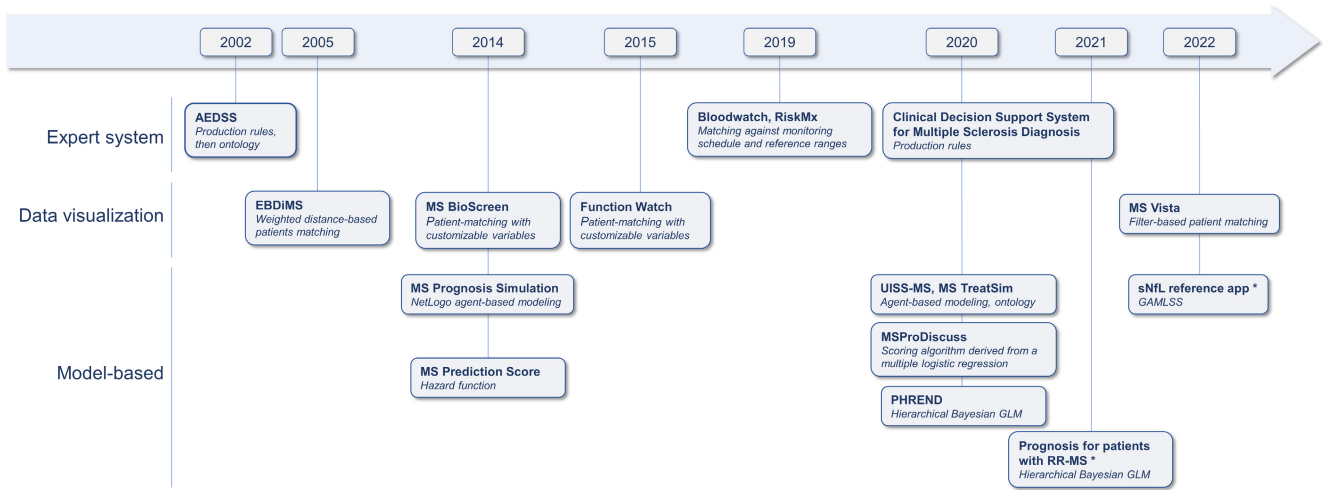 2002
2005
2014
2015
2019
2020
2021
2022
Expert system
AEDSS
Production rules,
then ontology
Bloodwatch, RiskMx
Matching against monitoring
schedule and reference ranges
Clinical Decision Support System
for Multiple Sclerosis Diagnosis
Production rules
Data visualization
EBDiMS
Weighted distance-based
patients matching
MS BioScreen
Patient-matching with
customizable variables
Function Watch
Patient-matching with
customizable variables
MS Vista
Filter-based patient matching
Model-based
MS Prognosis Simulation
NetLogo agent-based modeling
MS Prediction Score
Hazard function
UISS-MS, MS TreatSim
Agent-based modeling, ontology
MSProDiscuss
Scoring algorithm derived from a
multiple logistic regression
PHREND
Hierarchical Bayesian GLM
Prognosis for patients
with RR-MS *
Hierarchical Bayesian GLM
sNfL reference app *
GAMLSS